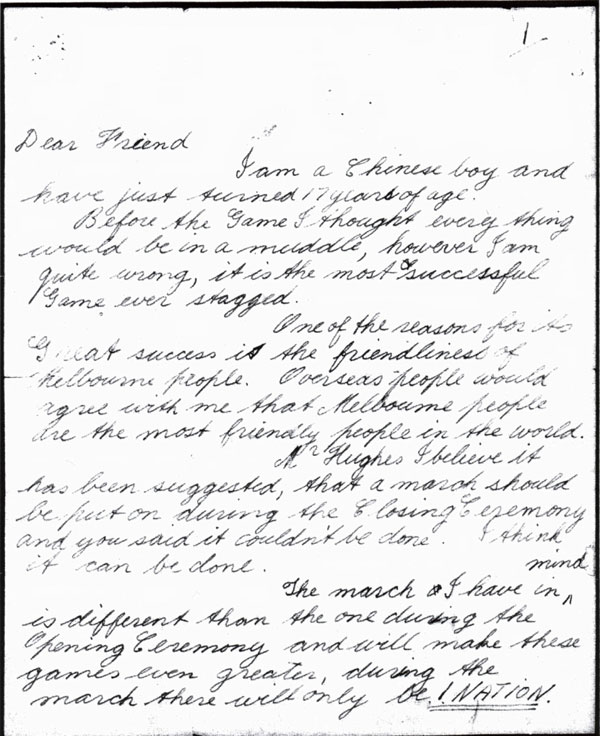 1
Dear Friend
I am a Chinese boy and
have just turned 17 years of age.
Before the Game I thought every thing
would be in a muddle, however I am
quite wrong, it is the most successful
Game ever stagged.
One of the reasons for its
Great success is the friendliness of
Melbourne people. Overseas people would
agree with me that Melbourne people
are the most friendly people in the world.
Mr Hughes I believe it
has been suggested, that a march should
be put on during the Closing Ceremony
and you said it couldn't be done. I think
it can be done.
The march I have in mind
is different than the one during the
Opening Ceremony and will make these
games even greater, during the
march there will only be 1 NATION.